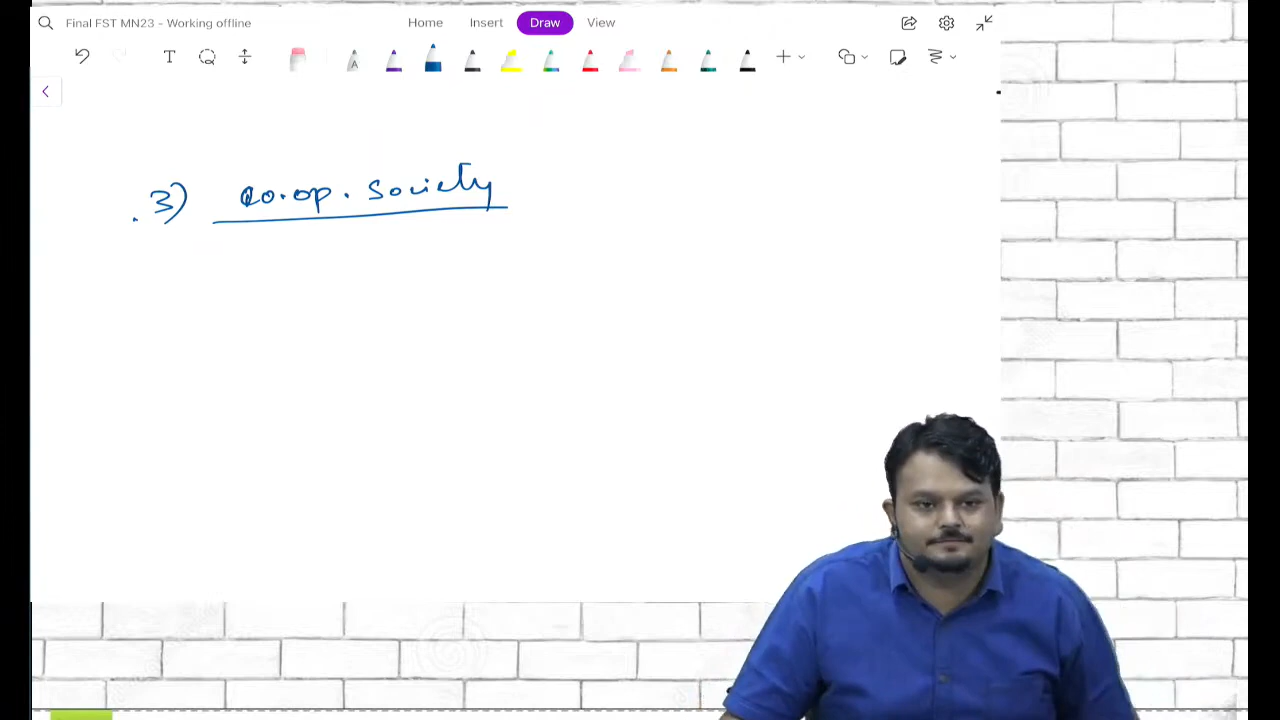 Final FST MN23 - Working offline
Home Insert Draw View
T
A
3) Co.op. Society